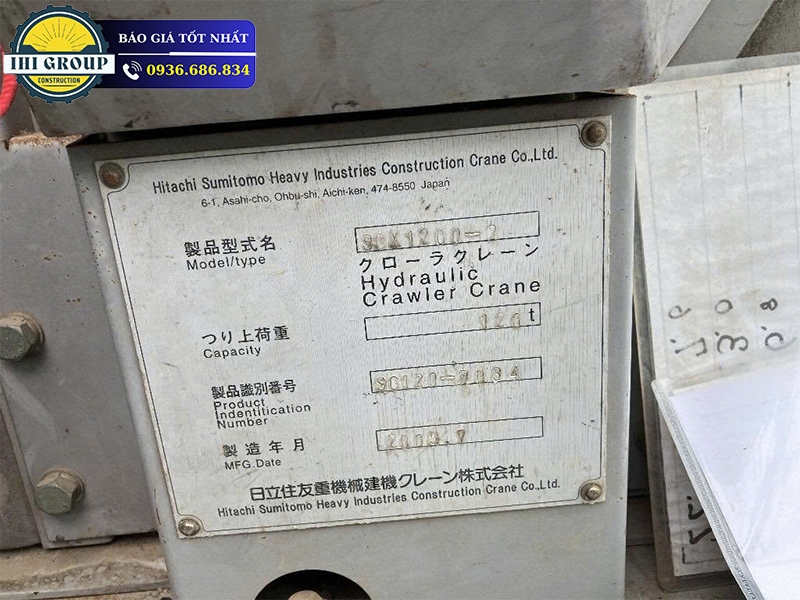 IHI GROUP
CONSTRUCTION
BÁO GIÁ TỐT NHẤT
0936.686.834
Hitachi Sumitomo Heavy Industries Construction Crane Co.,Ltd.
6-1, Asahi-cho, Ohbu-shi, Aichi-ken, 474-8550 Japan
製品型式名
Model/type
SCX1200-2
クローラクレーン
Hydraulic
Crawler Crane
つり上荷重
Capacity
t
製品識別番号
Product
Indentitication
Number
製造年月
MFG.Date
2009.7
日立住友重機械建機クレーン株式会社
Hitachi Sumitomo Heavy Industries Construction Crane Co.,Ltd.